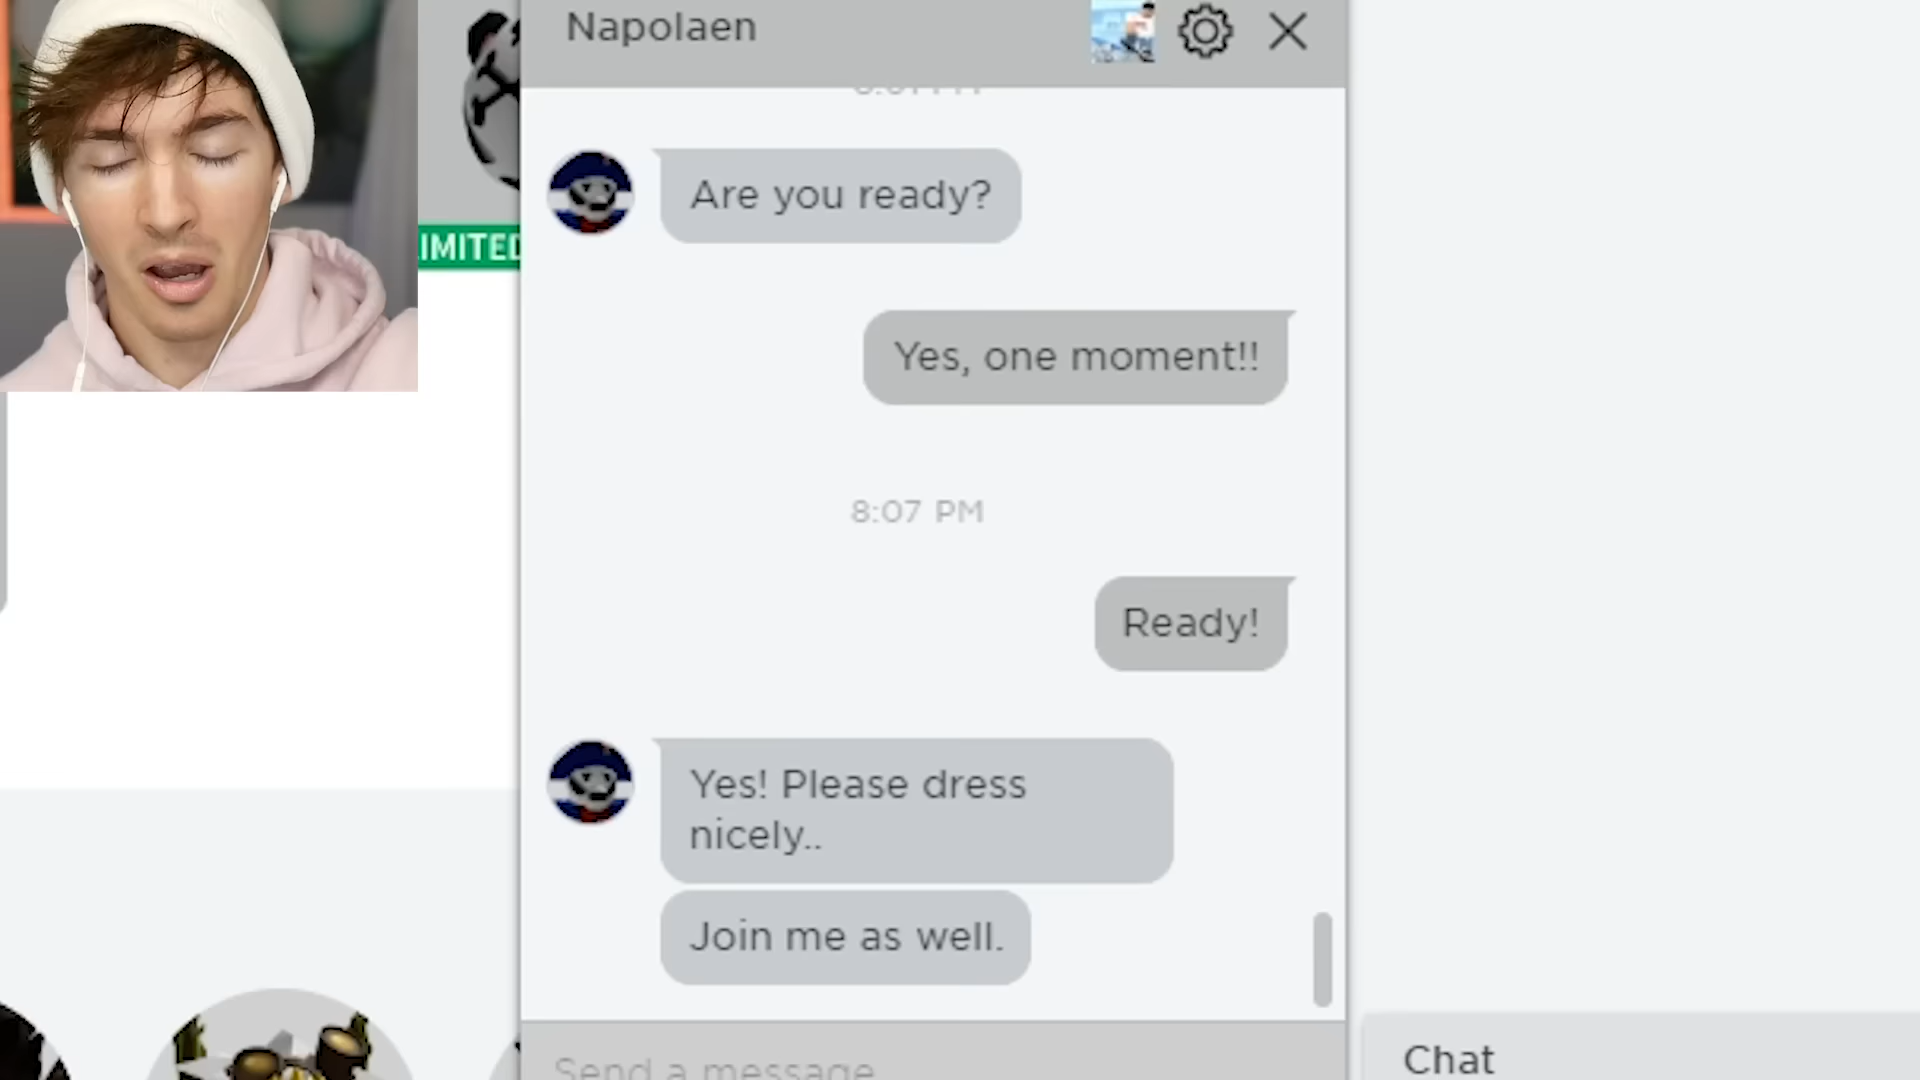 Napolaen
Are you ready?
Yes, one moment!!
8:07 PM
Ready!
Yes! Please dress
nicely..
Join me as well.
Send a message
Chat